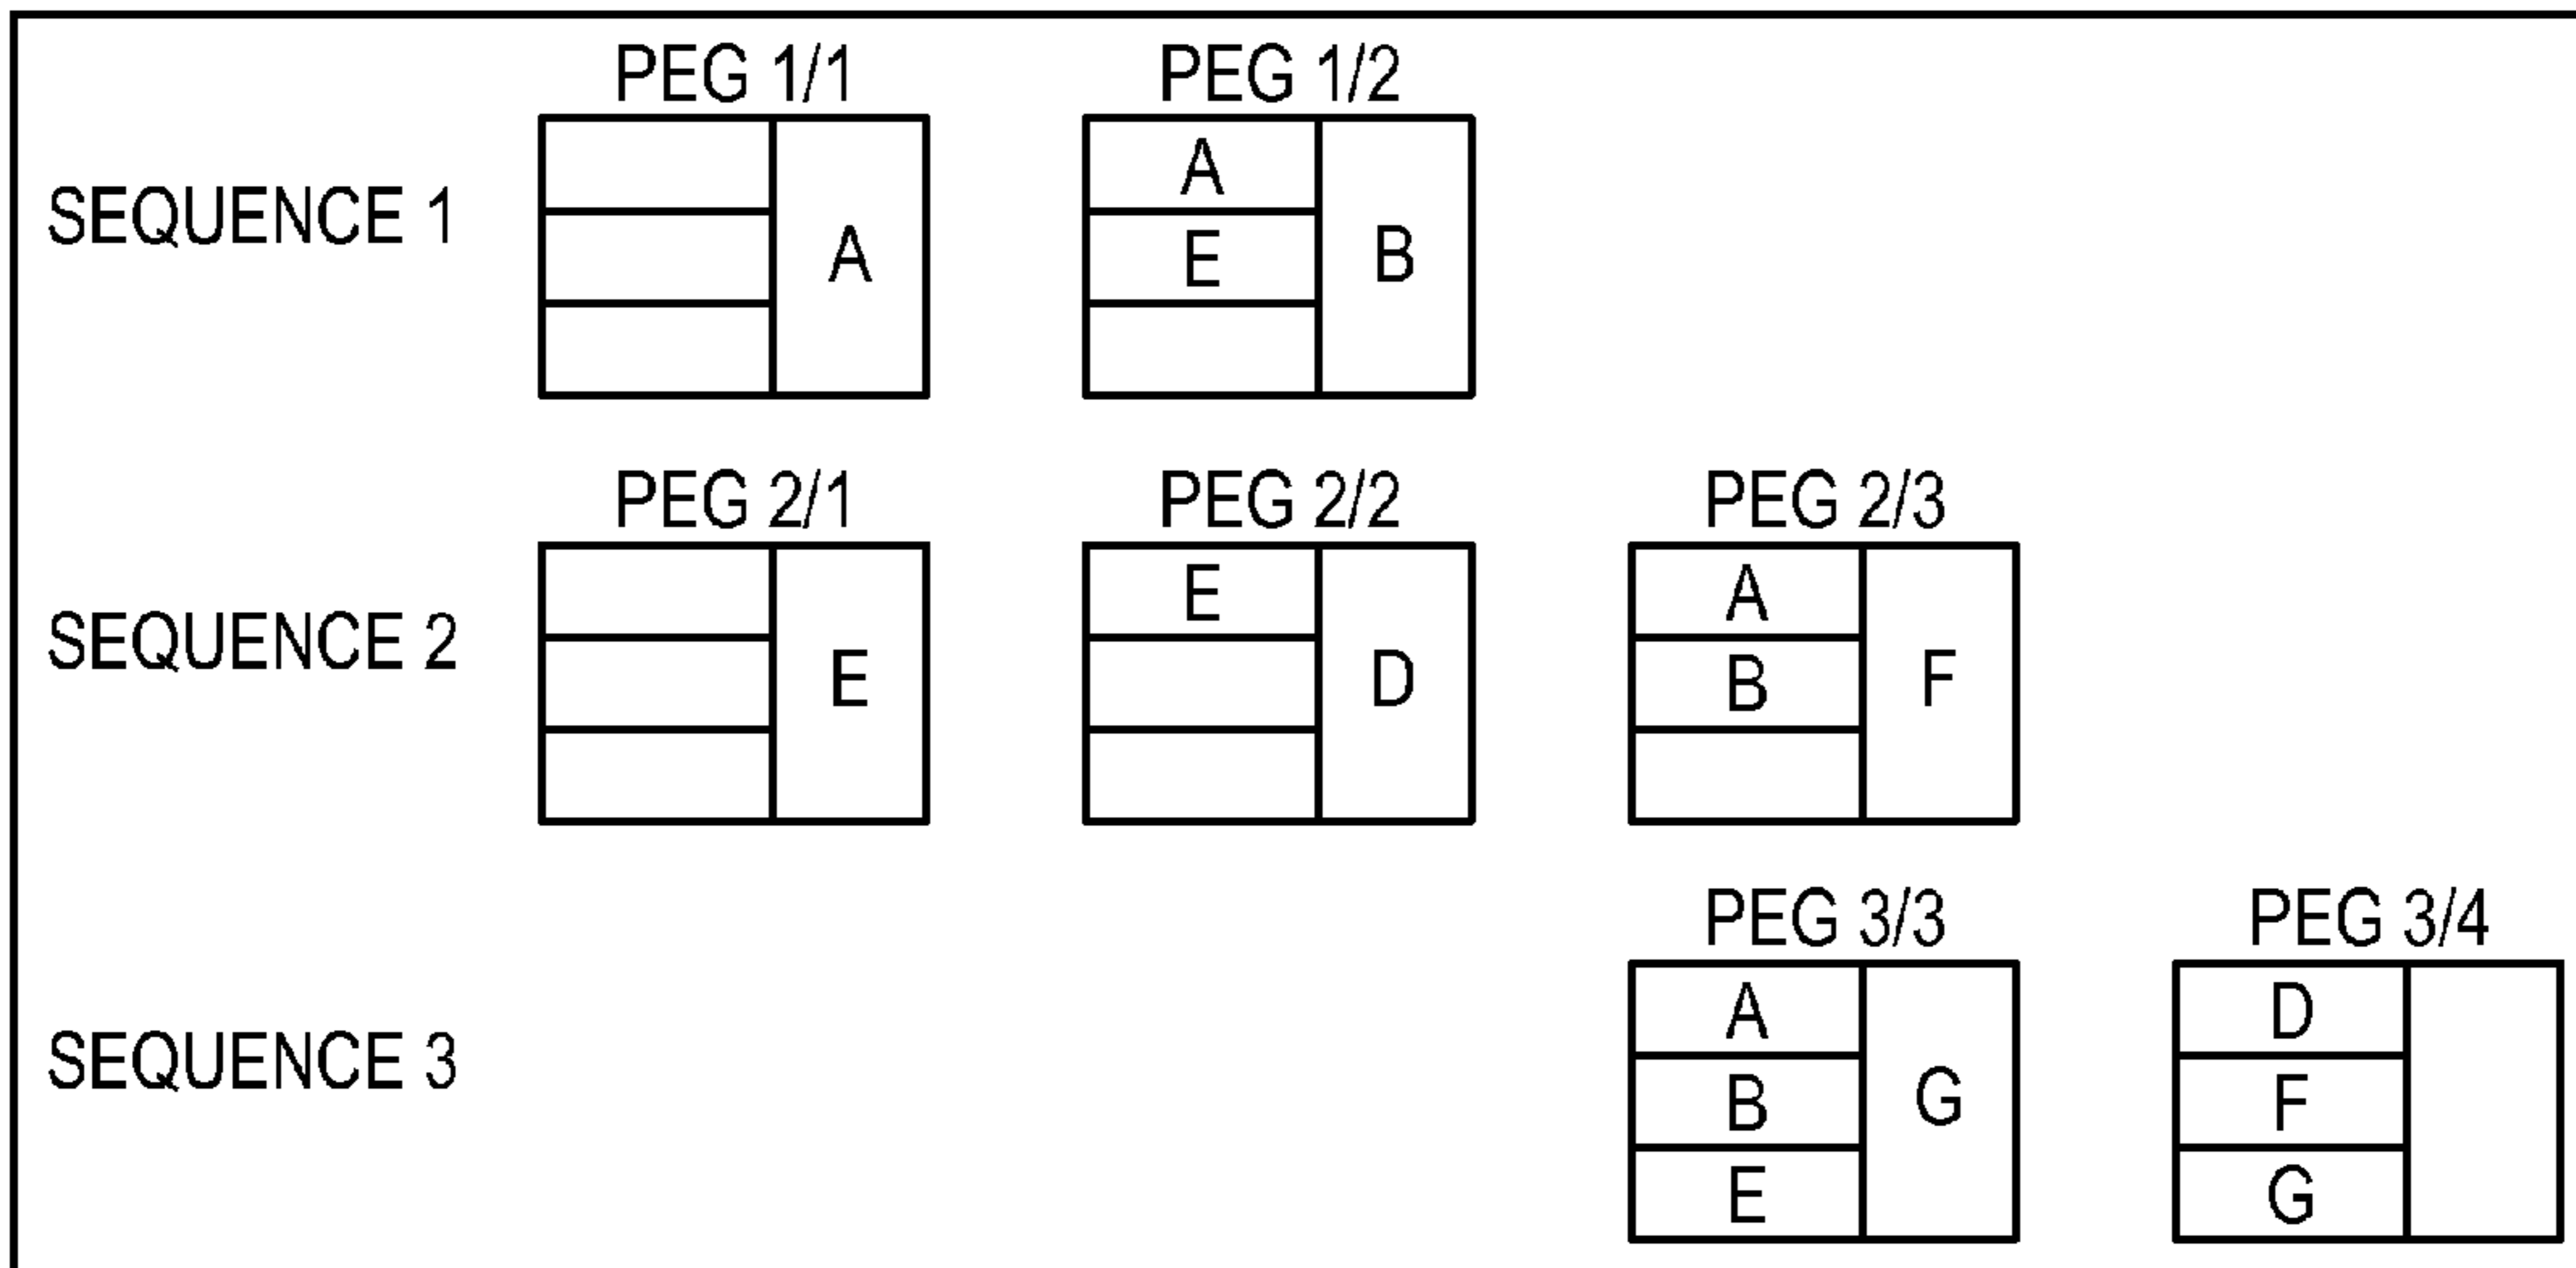 PEG 1/1 PEG 1/2
SEQUENCE 1
A
A
E
B
PEG 2/1 PEG 2/2 PEG 2/3
SEQUENCE 2
E
E
D
A
B
F
PEG 3/3 PEG 3/4
SEQUENCE 3
A
B
E
G
D
F
G